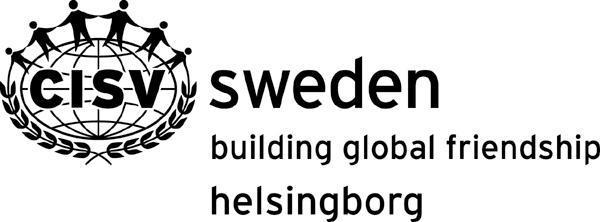 CISV
sweden
building global friendship
helsingborg